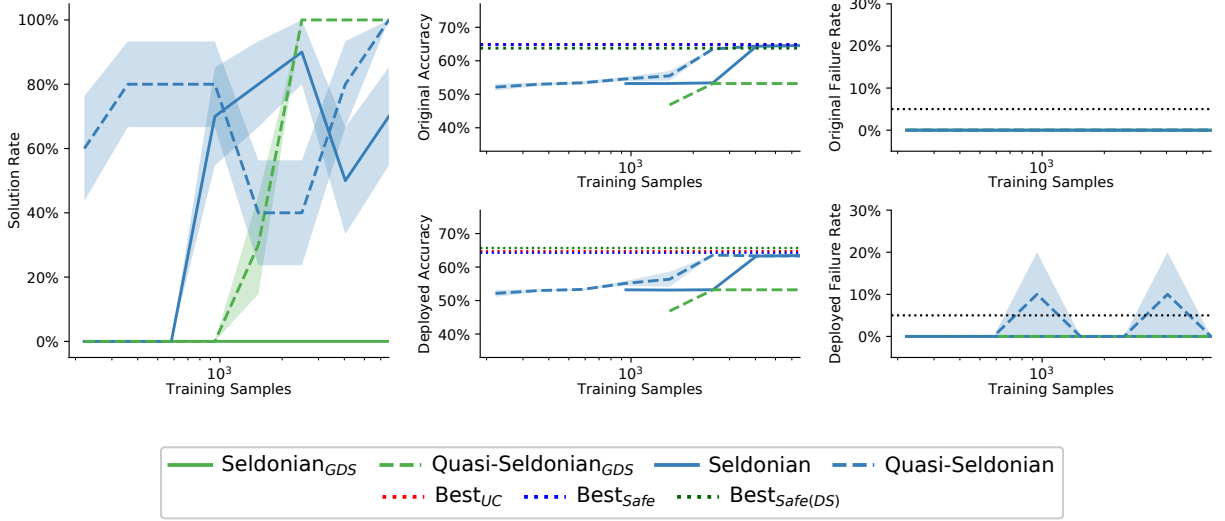 100%
80%
60%
40%
20%
0%
Solution Rate
10^3
Training Samples
70%
60%
50%
40%
Original Accuracy
10^3
Training Samples
30%
20%
10%
0%
Original Failure Rate
10^3
Training Samples
70%
60%
50%
40%
Deployed Accuracy
10^3
Training Samples
30%
20%
10%
0%
Deployed Failure Rate
10^3
Training Samples
Seldonian_GDS Quasi-Seldonian_GDS Seldonian Quasi-Seldonian
Best_UC Best_Safe Best_Safe(DS)